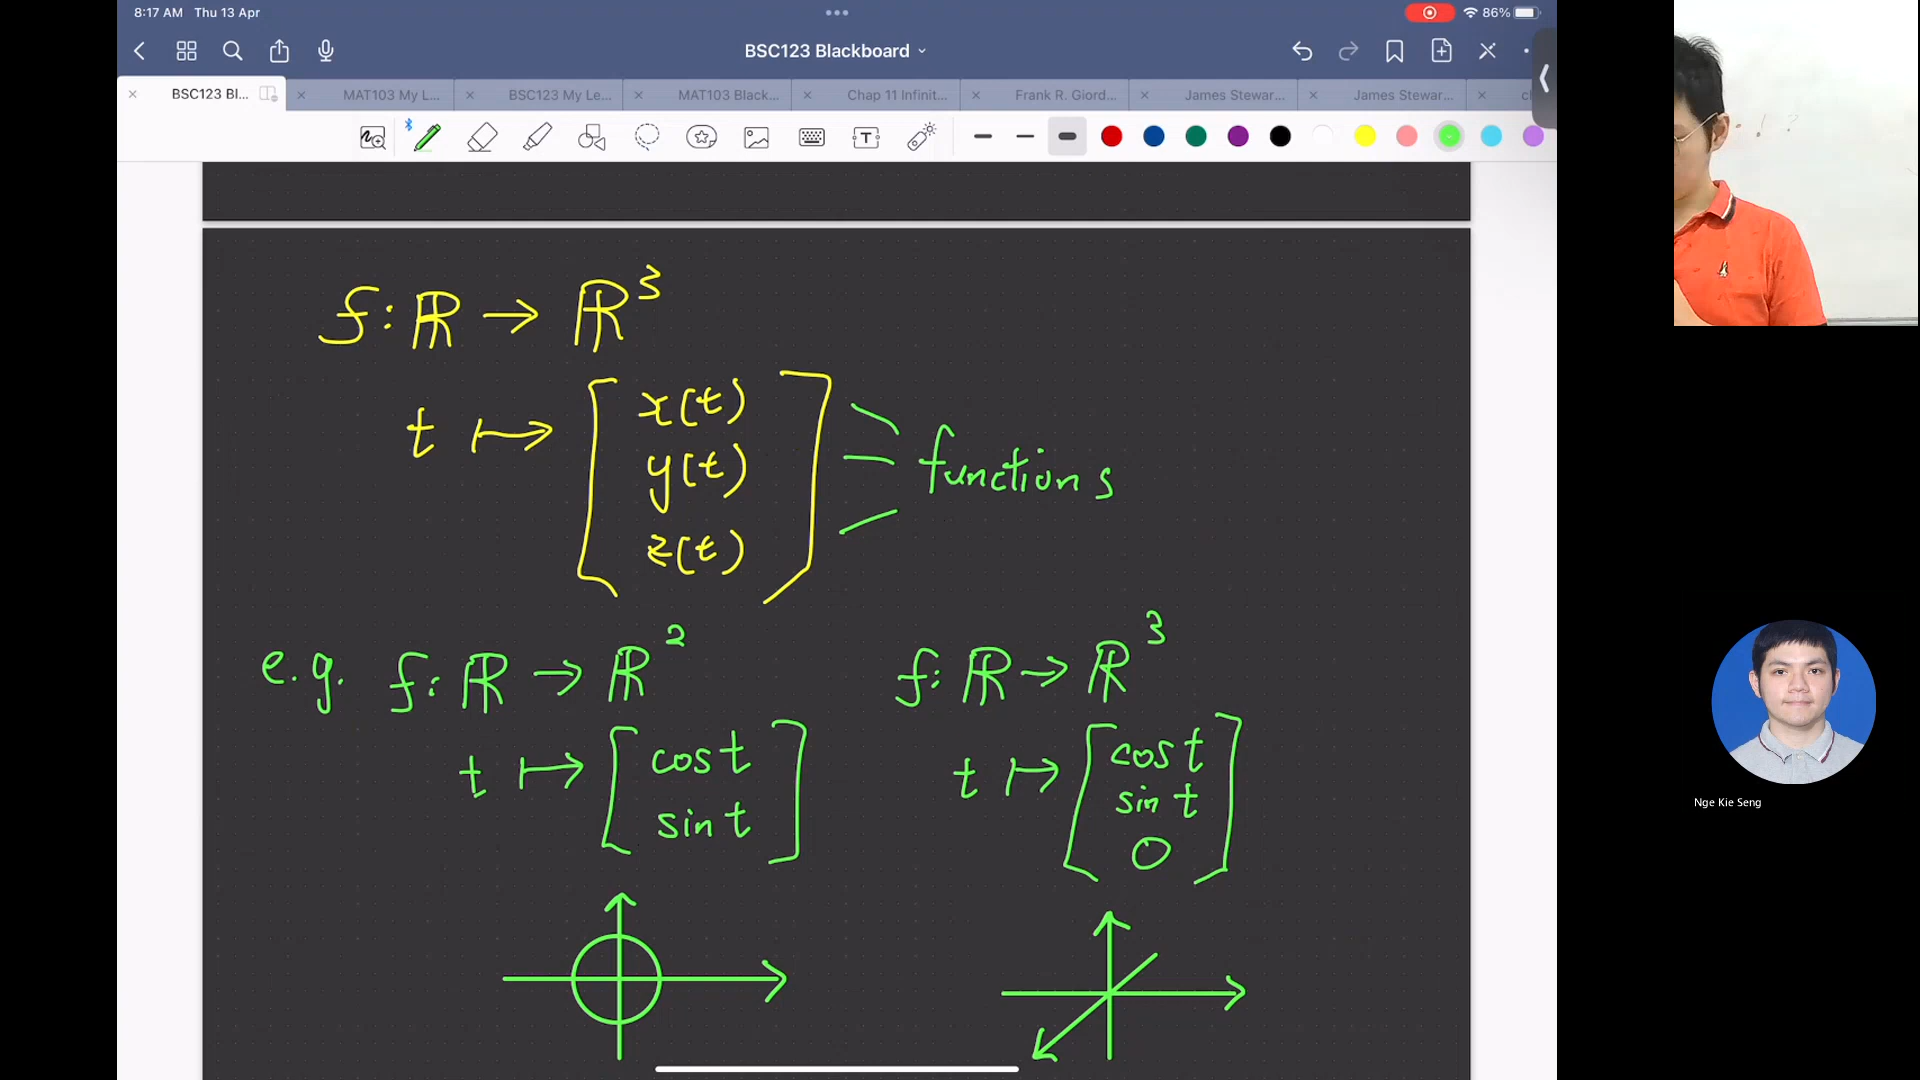 8:17 AM Thu 13 Apr
86%
BSC123 Blackboard
BSC123 Bl...
MAT103 My L...
BSC123 My Le...
MAT103 Black...
Chap 11 Infinit...
Frank R. Giord...
James Stewar...
James Stewar...
f: ℝ → ℝ³
t ↦ [ x(t)
y(t)
z(t) ]
functions
e.g. f: ℝ → ℝ²
t ↦ [ cos t
sin t ]
f: ℝ → ℝ³
t ↦ [ cos t
sin t
0 ]
Nge Kie Seng